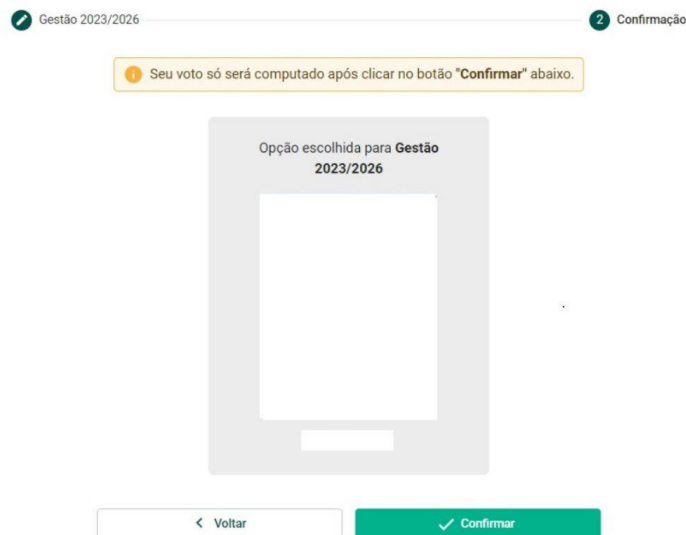 Gestão 2023/2026
2 Confirmação
Seu voto só será computado após clicar no botão "Confirmar" abaixo.
Opção escolhida para Gestão
2023/2026
Voltar
Confirmar